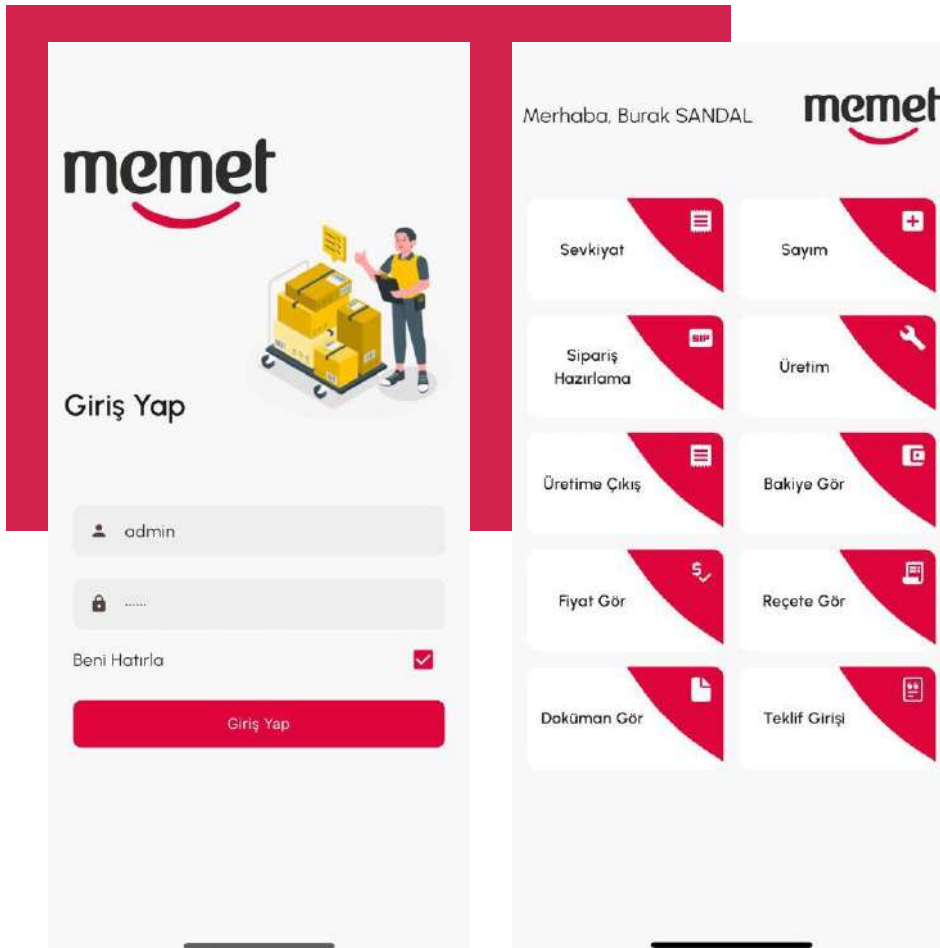 memet
Giriş Yap
admin
......
Beni Hatırla
Giriş Yap
Merhaba, Burak SANDAL
memet
Sevkiyat
Sayım
Sipariş
Hazırlama
SIP
Üretim
Üretime Çıkış
Bakiye Gör
Fiyat Gör
Reçete Gör
Doküman Gör
Teklif Girişi